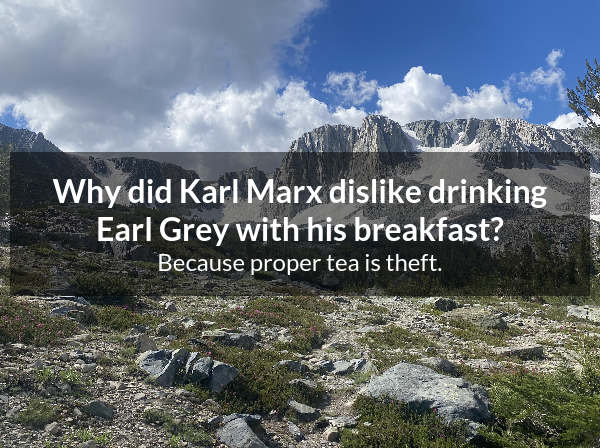 Why did Karl Marx dislike drinking
Earl Grey with his breakfast?
Because proper tea is theft.